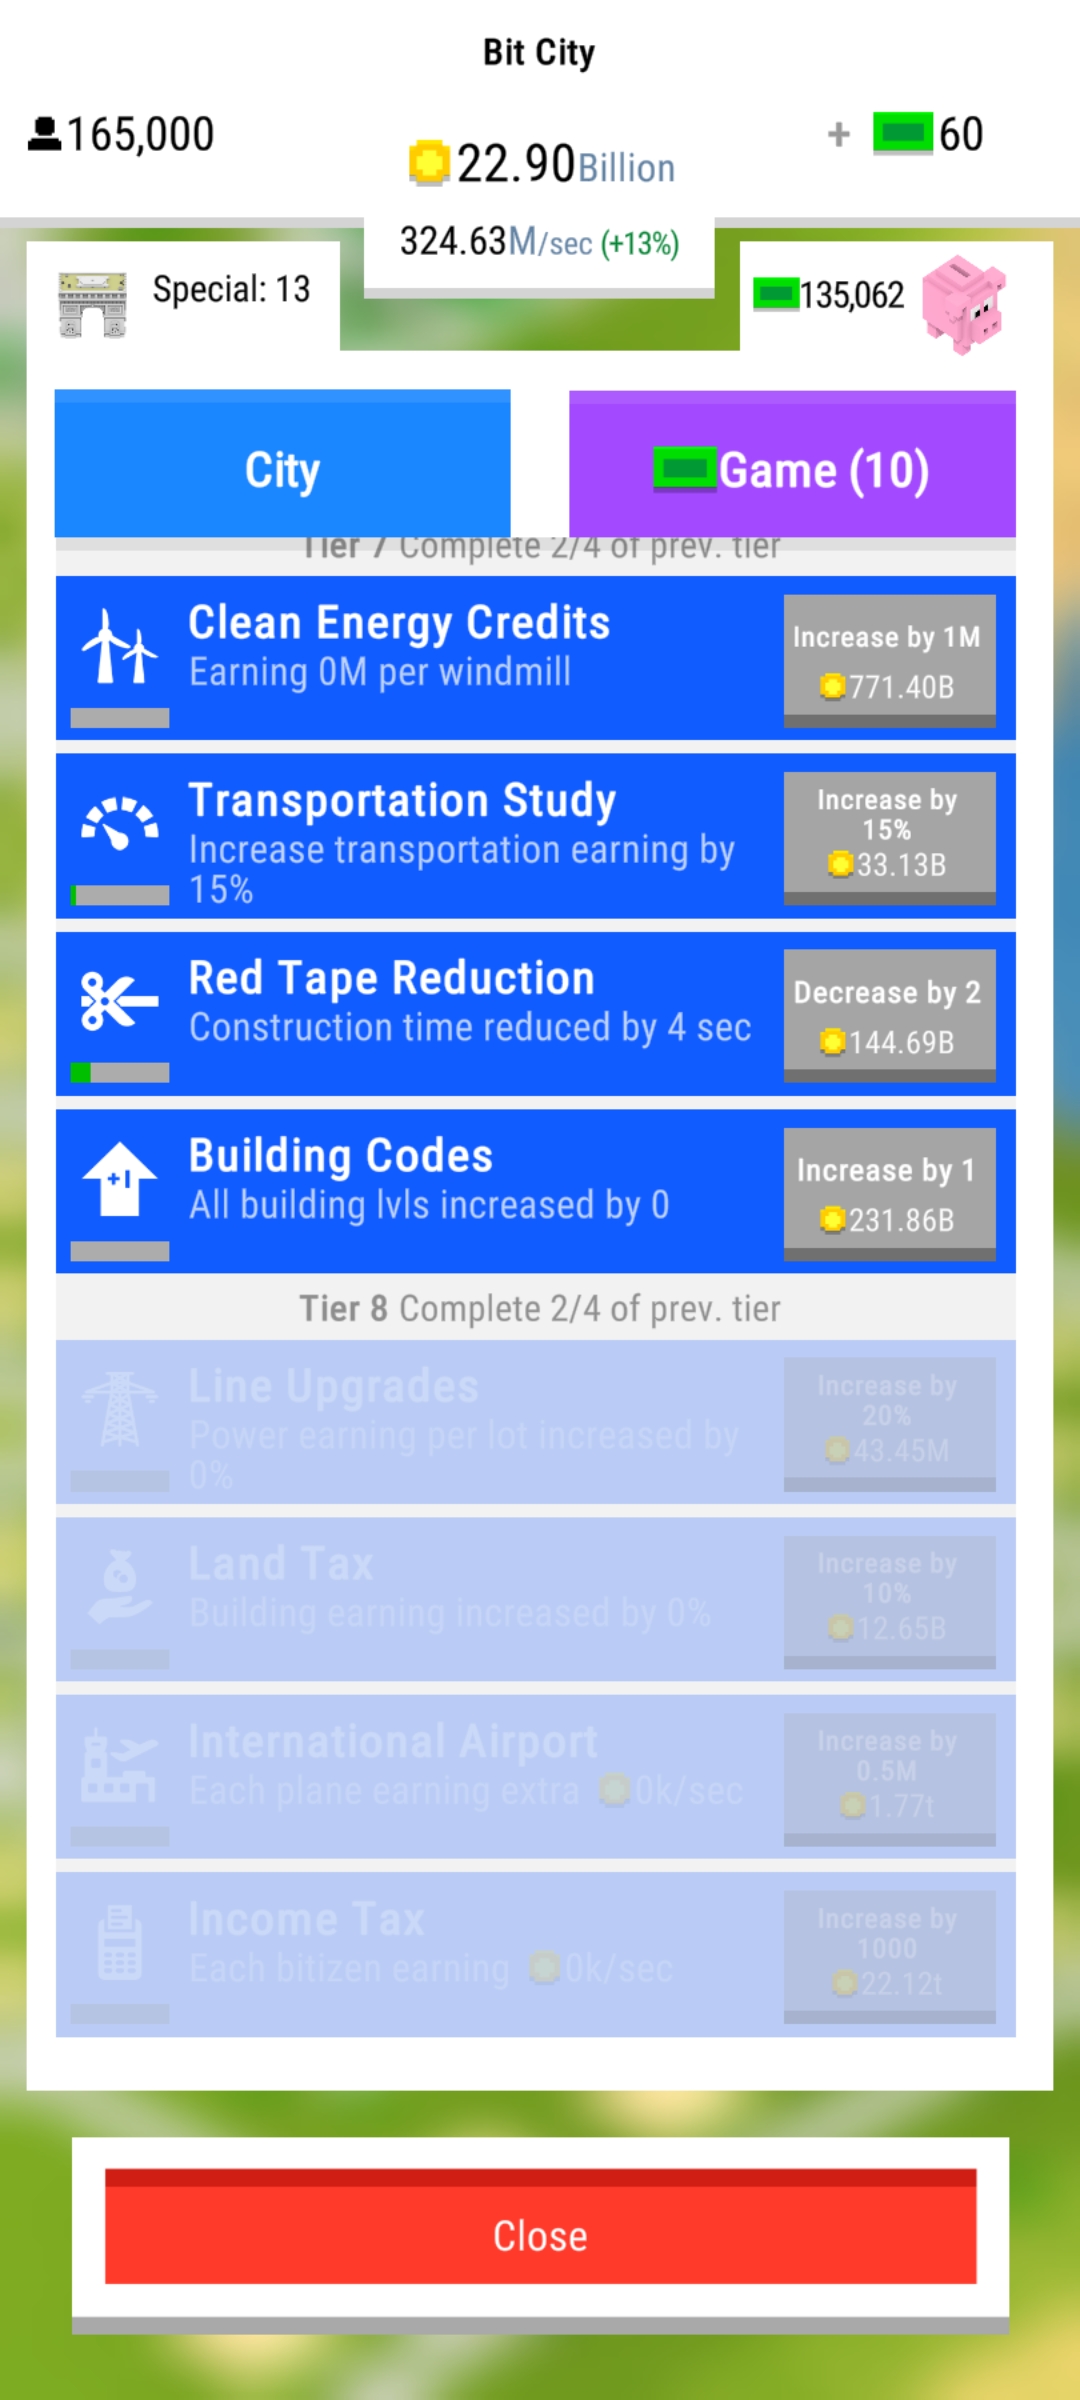 Bit City
165,000
22.90Billion
+ 60
324.63M/sec (+13%)
Special: 13
135,062
City
Game (10)
Tier 7 Complete 2/4 of prev. tier
Clean Energy Credits
Earning 0M per windmill
Increase by 1M
771.40B
Transportation Study
Increase transportation earning by
15%
Increase by
15%
33.13B
Red Tape Reduction
Construction time reduced by 4 sec
Decrease by 2
144.69B
Building Codes
All building lvls increased by 0
+1
Increase by 1
231.86B
Tier 8 Complete 2/4 of prev. tier
Line Upgrades
Power earning per lot increased by
0%
Increase by
20%
43.45M
Land Tax
Building earning increased by 0%
Increase by
10%
12.65B
International Airport
Each plane earning extra 0k/sec
Increase by
0.5M
1.77t
Income Tax
Each bitizen earning 0k/sec
Increase by
1000
22.12t
Close